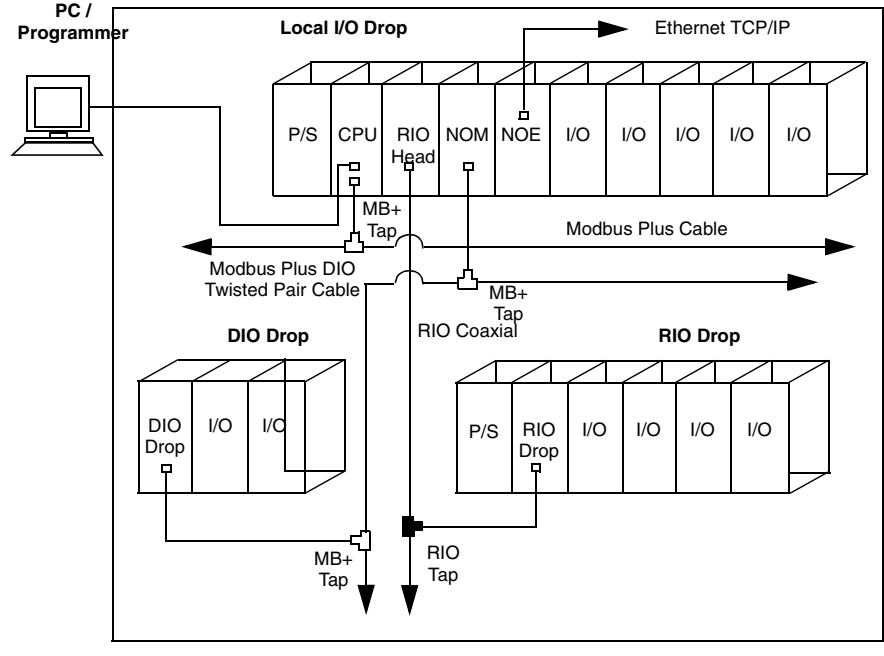 PC /
Programmer
Local I/O Drop
Ethernet TCP/IP
P/S
CPU
RIO
Head
NOM
NOE
I/O
I/O
I/O
I/O
I/O
MB+
Tap
Modbus Plus Cable
Modbus Plus DIO
Twisted Pair Cable
MB+
Tap
RIO Coaxial
DIO Drop
RIO Drop
DIO
Drop
I/O
I/O
P/S
RIO
Drop
I/O
I/O
I/O
I/O
MB+
Tap
RIO
Tap